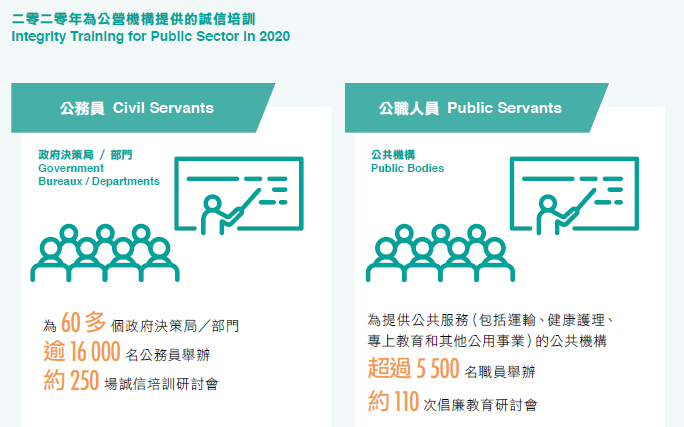 二零二零年為公營機構提供的誠信培訓
Integrity Training for Public Sector in 2020
公務員 Civil Servants
政府決策局 / 部門
Government
Bureaux / Departments
為 60 多 個政府決策局／部門
逾 16 000 名公務員舉辦
約 250 場誠信培訓研討會
公職人員 Public Servants
公共機構
Public Bodies
為提供公共服務（包括運輸、健康護理、
專上教育和其他公用事業）的公共機構
超過 5 500 名職員舉辦
約 110 次倡廉教育研討會